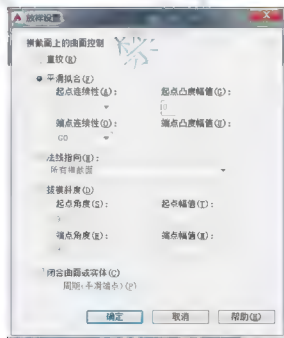 放样设置
横截面上的曲面控制
直纹(R)
平滑拟合(F)
起点连续性(A): 起点凸度幅值(G):
0
端点连续性(D): 端点凸度幅值(U):
G0
法线指向(N):
所有横截面
拔模斜度(D)
起点角度(S): 起点幅值(T):
端点角度(E): 端点幅值(M):
闭合曲面或实体(C)
周期(平滑端点)(P)
确定 取消 帮助(H)